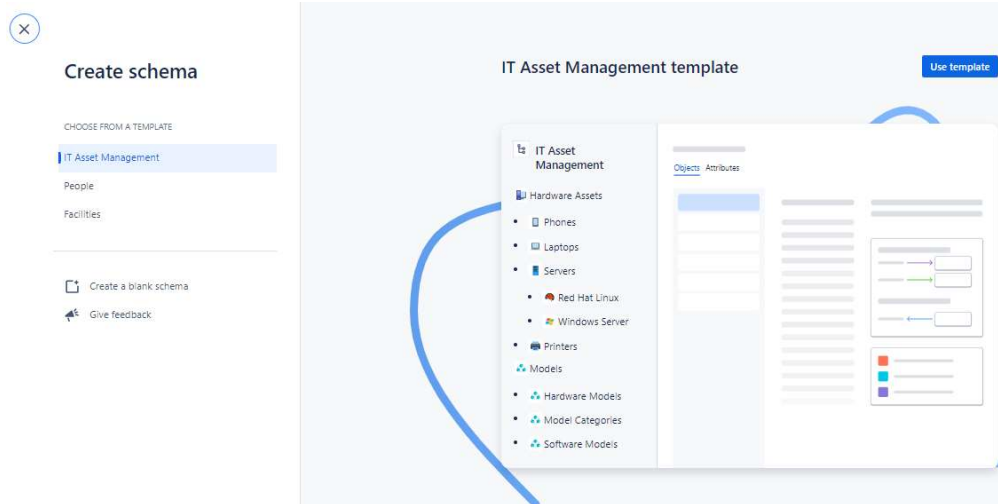 Create schema
CHOOSE FROM A TEMPLATE
IT Asset Management
People
Facilities
Create a blank schema
Give feedback
IT Asset Management template
Use template
IT Asset
Management
Hardware Assets
Phones
Laptops
Servers
Red Hat Linux
Windows Server
Printers
Models
Hardware Models
Model Categories
Software Models
Objects Attributes